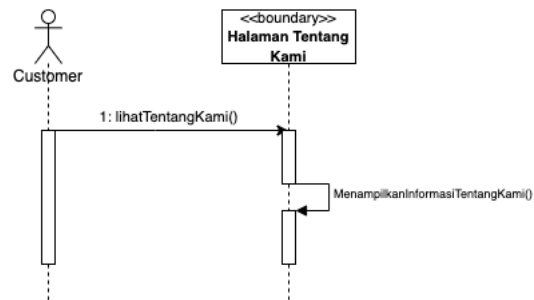 <<boundary>>
Halaman Tentang
Kami
Customer
1: lihatTentangKami()
MenampilkanInformasiTentangKami()